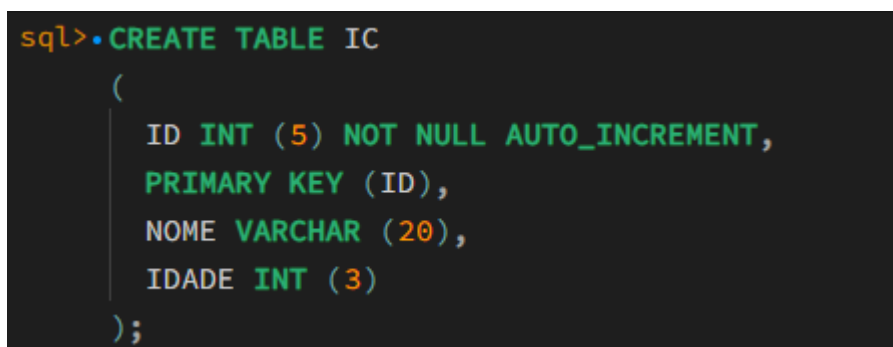 sql> CREATE TABLE IC
(
ID INT (5) NOT NULL AUTO_INCREMENT,
PRIMARY KEY (ID),
NOME VARCHAR (20),
IDADE INT (3)
);